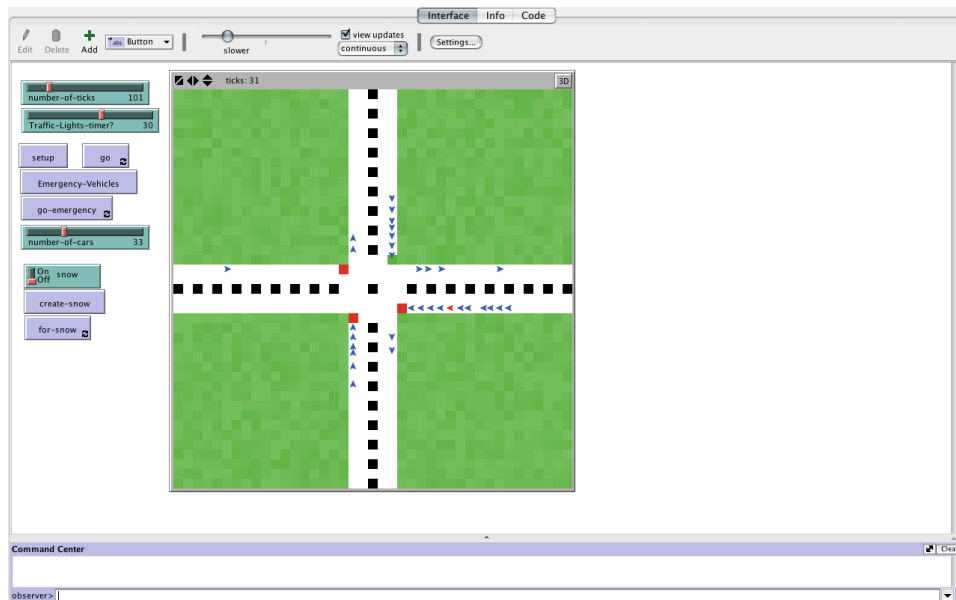 Interface Info Code
Edit Delete Add abc Button slower view updates
continuous Settings...
ticks: 31 3D
number-of-ticks 101
Traffic-Lights-timer? 30
setup go
Emergency-Vehicles
go-emergency
number-of-cars 33
On
Off snow
create-snow
for-snow
Command Center Clea
observer>